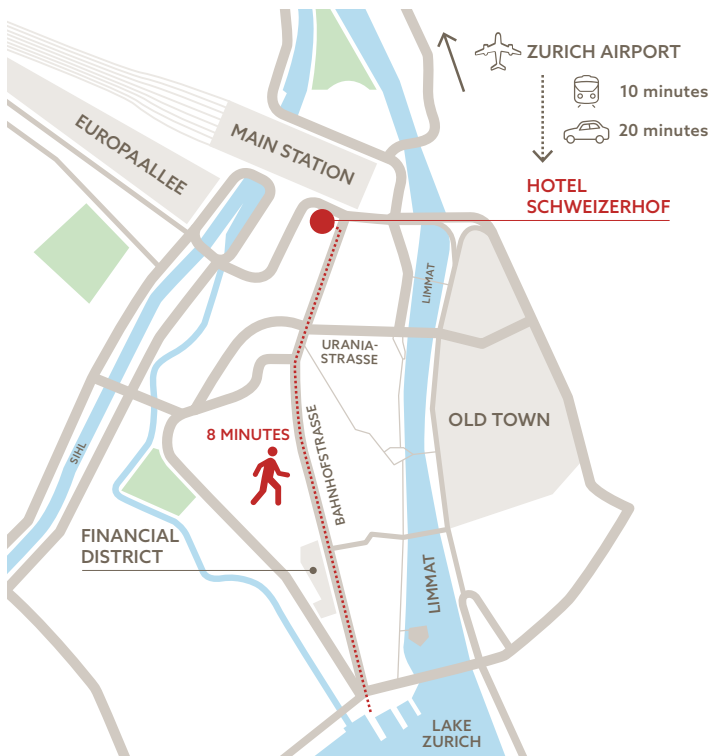 ZURICH AIRPORT
10 minutes
20 minutes
HOTEL
SCHWEIZERHOF
EUROPAALLEE
MAIN STATION
LIMMAT
URANIA-
STRASSE
OLD TOWN
8 MINUTES
BAHNHOFSTRASSE
SIHL
FINANCIAL
DISTRICT
LIMMAT
LAKE
ZURICH